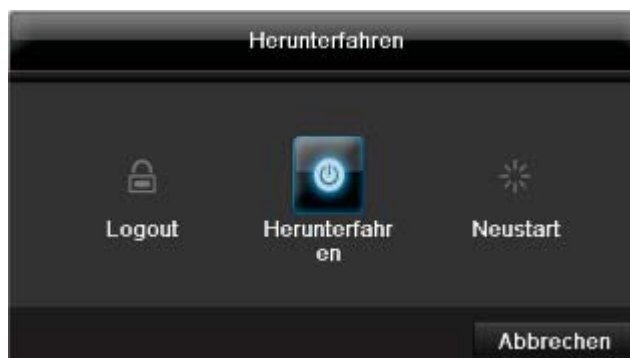 Herunterfahren
Logout
Herunterfahr
en
Neustart
Abbrechen